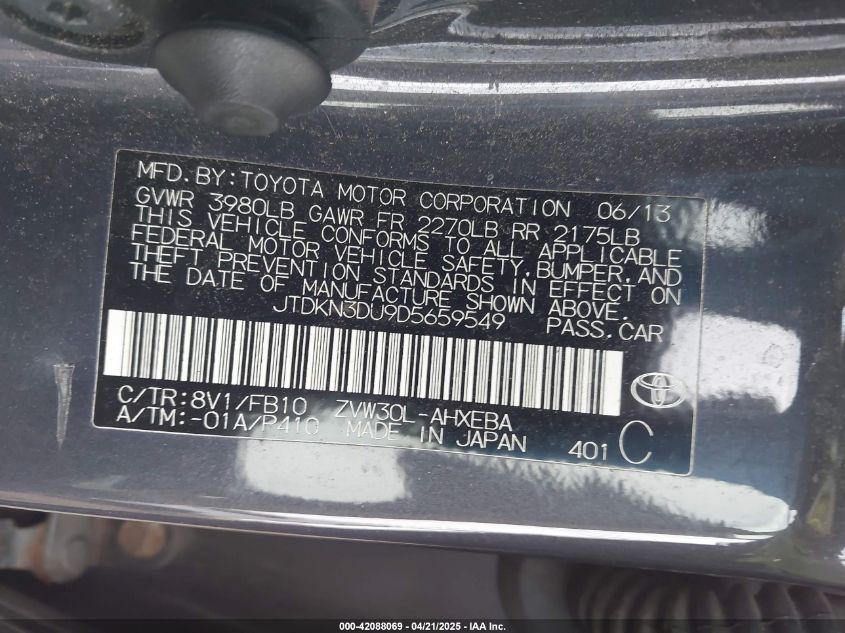 MFD. BY: TOYOTA MOTOR CORPORATION 06/13
GVWR 3980LB GAWR FR 2270LB RR 2175LB
THIS VEHICLE CONFORMS TO ALL APPLICABLE
FEDERAL MOTOR VEHICLE SAFETY, BUMPER, AND
THEFT PREVENTION STANDARDS IN EFFECT ON
THE DATE OF MANUFACTURE SHOWN ABOVE.
JTDKN3DU9D5659549 PASS.CAR
C/TR:8V1/FB10 ZVW30L-AHXEBA
A/TM:-01A/P410 MADE IN JAPAN 401 C
000-42088069 - 04/21/2025 - IAA Inc.